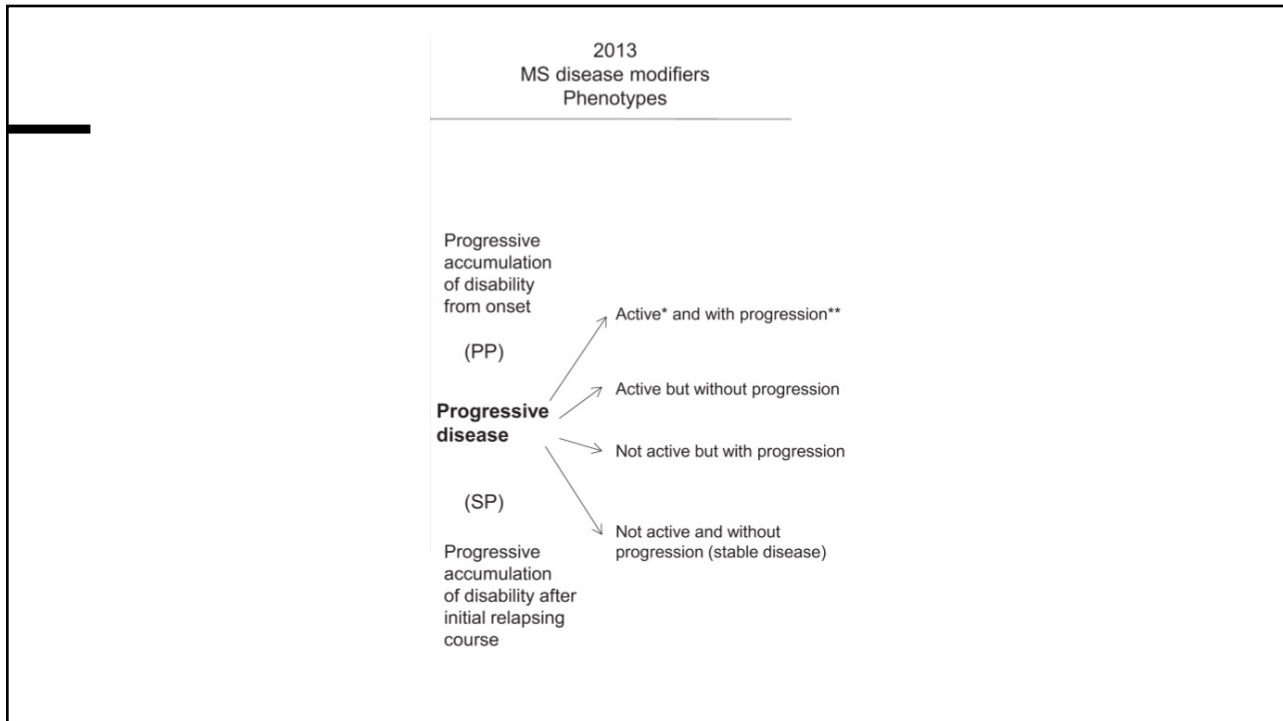 2013
MS disease modifiers
Phenotypes
Progressive
accumulation
of disability
from onset
(PP)
Progressive
disease
(SP)
Progressive
accumulation
of disability after
initial relapsing
course
Active* and with progression**
Active but without progression
Not active but with progression
Not active and without
progression (stable disease)